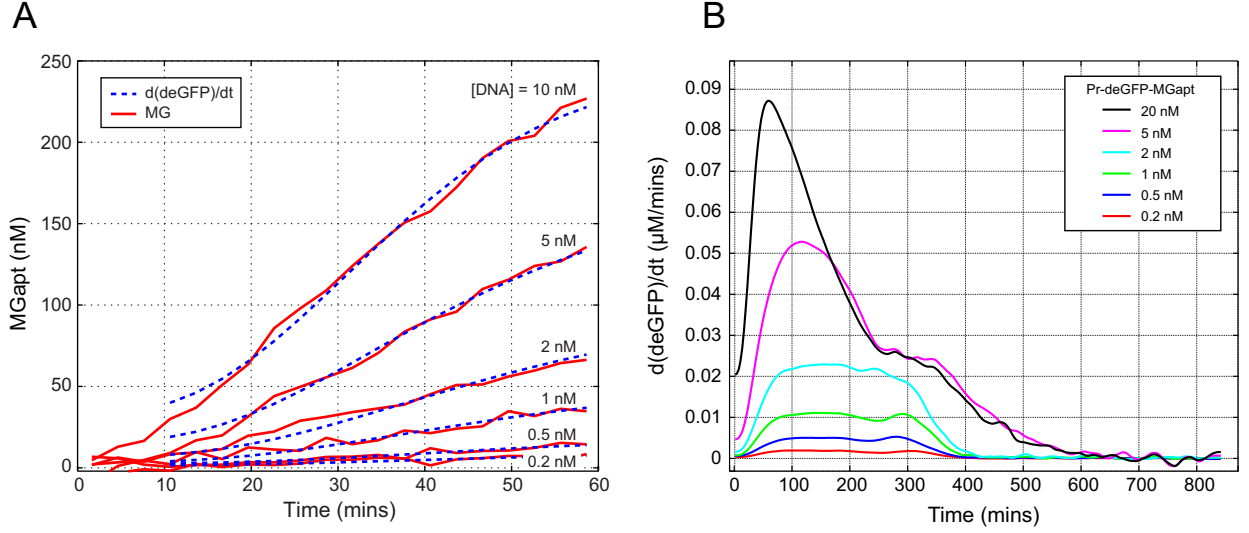 A
250
200
150
100
50
0
MGapt (nM)
d(deGFP)/dt
MG
[DNA] = 10 nM
5 nM
2 nM
1 nM
0.5 nM
0.2 nM
0 10 20 30 40 50 60
Time (mins)
B
0.09
0.08
0.07
0.06
0.05
0.04
0.03
0.02
0.01
0
d(deGFP)/dt (µM/mins)
Pr-deGFP-MGapt
20 nM
5 nM
2 nM
1 nM
0.5 nM
0.2 nM
0 100 200 300 400 500 600 700 800
Time (mins)